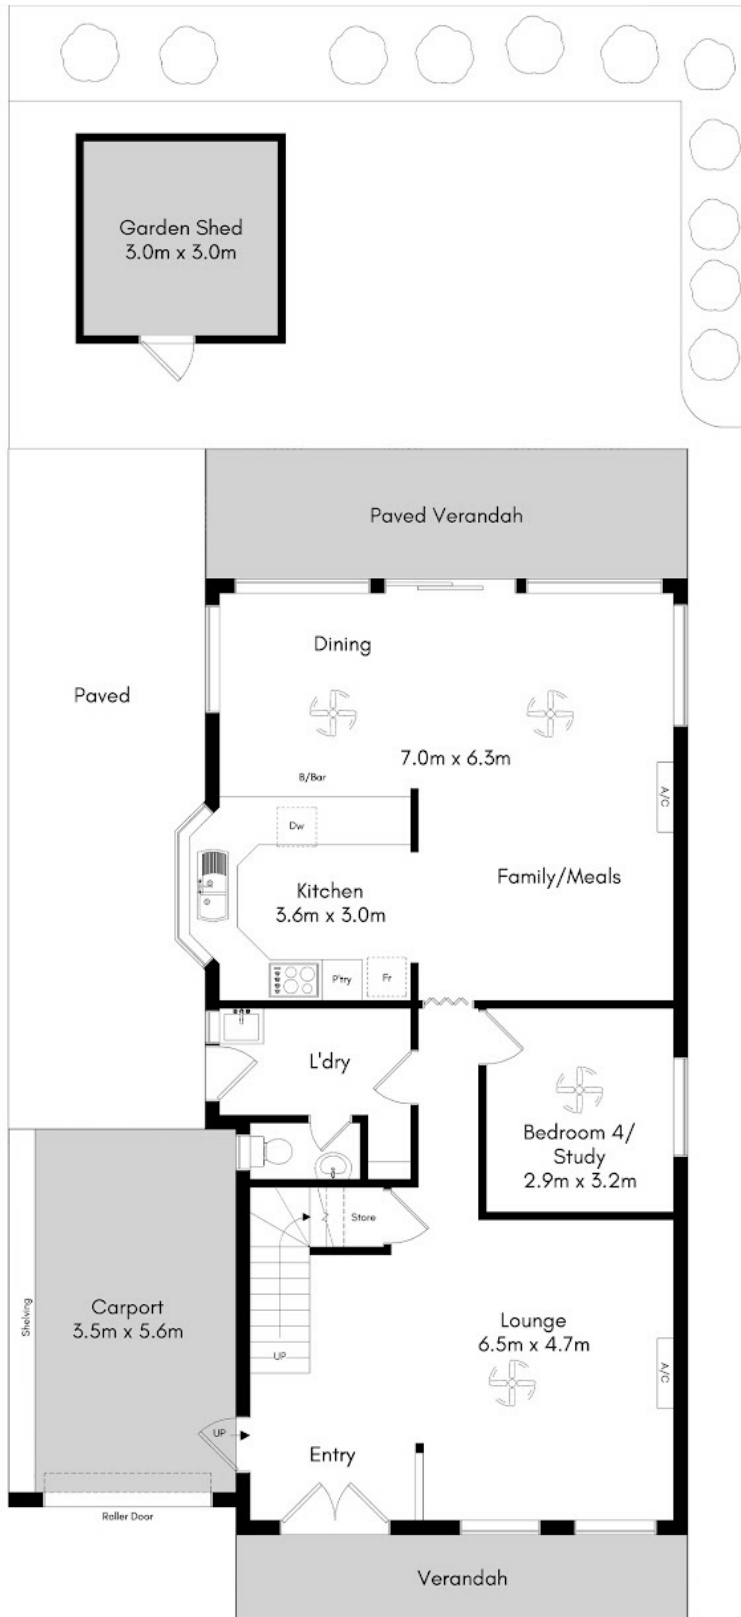 Garden Shed
3.0m x 3.0m
Paved Verandah
Dining
Paved
7.0m x 6.3m
B/Bar
A/C
Dw
Family/Meals
Kitchen
3.6m x 3.0m
P'try
Fr
L'dry
Bedroom 4/
Study
2.9m x 3.2m
Store
Shelving
Carport
3.5m x 5.6m
Lounge
6.5m x 4.7m
UP
A/C
UP
Entry
Roller Door
Verandah